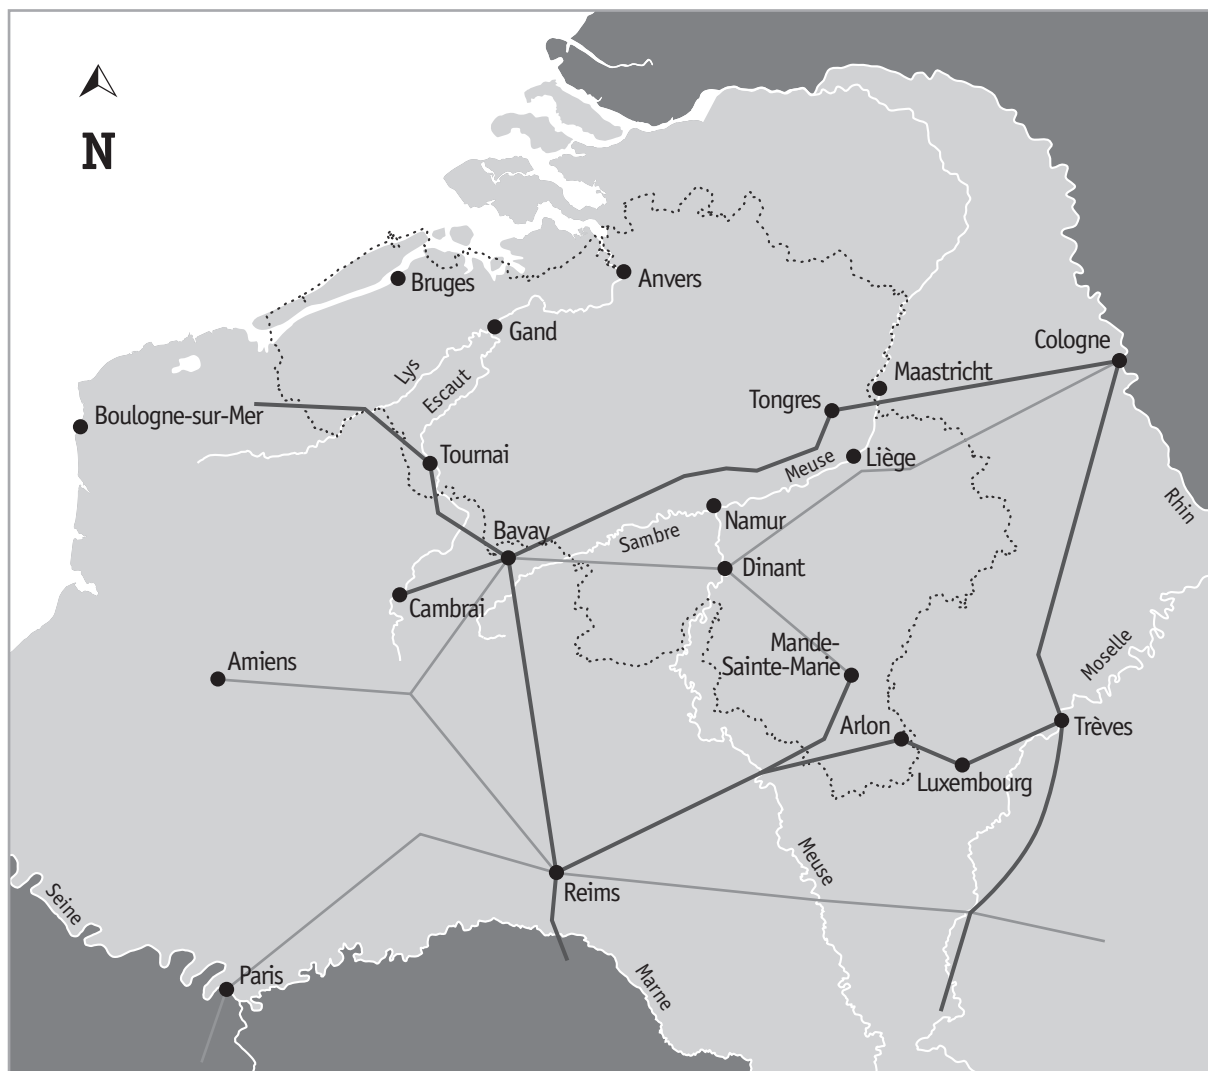 N
Bruges
Anvers
Gand
Lys
Escaut
Cologne
Maastricht
Tongres
Boulogne-sur-Mer
Tournai
Meuse
Liège
Rhin
Namur
Bavay
Sambre
Dinant
Cambrai
Mande-
Sainte-Marie
Moselle
Amiens
Arlon
Trèves
Luxembourg
Meuse
Reims
Seine
Paris
Marne